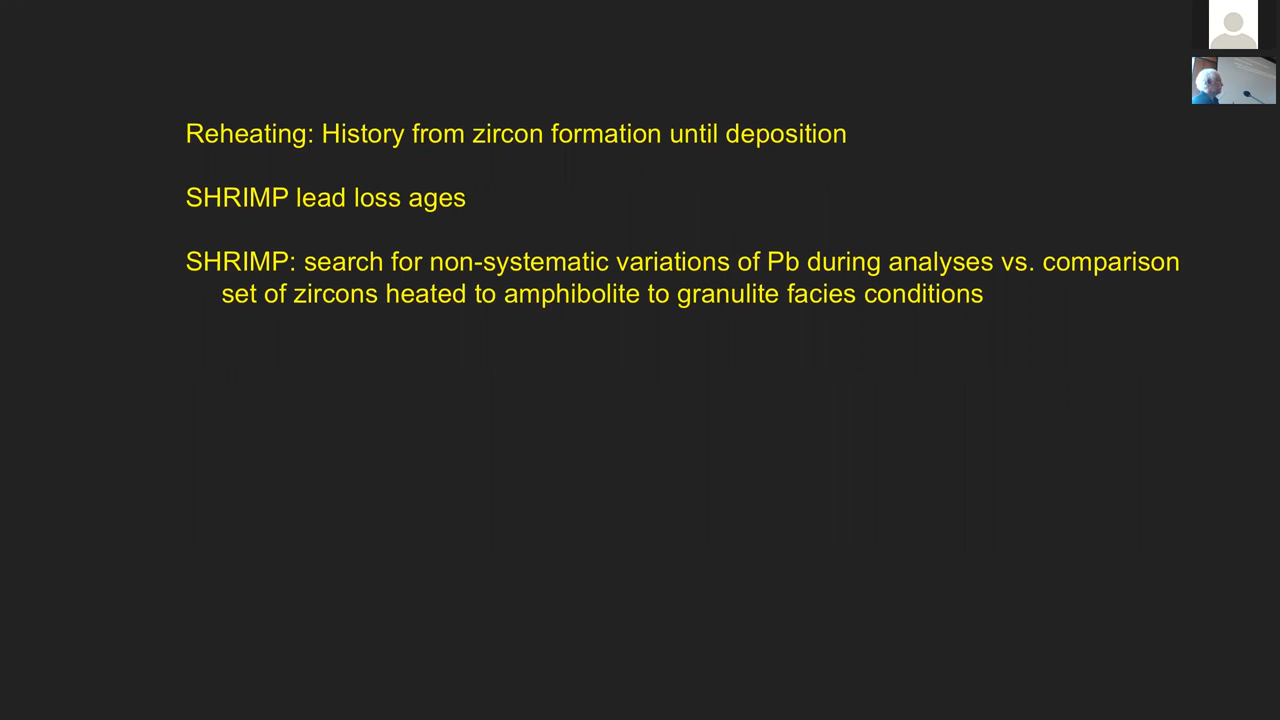 Reheating: History from zircon formation until deposition
SHRIMP lead loss ages
SHRIMP: search for non-systematic variations of Pb during analyses vs. comparison
set of zircons heated to amphibolite to granulite facies conditions